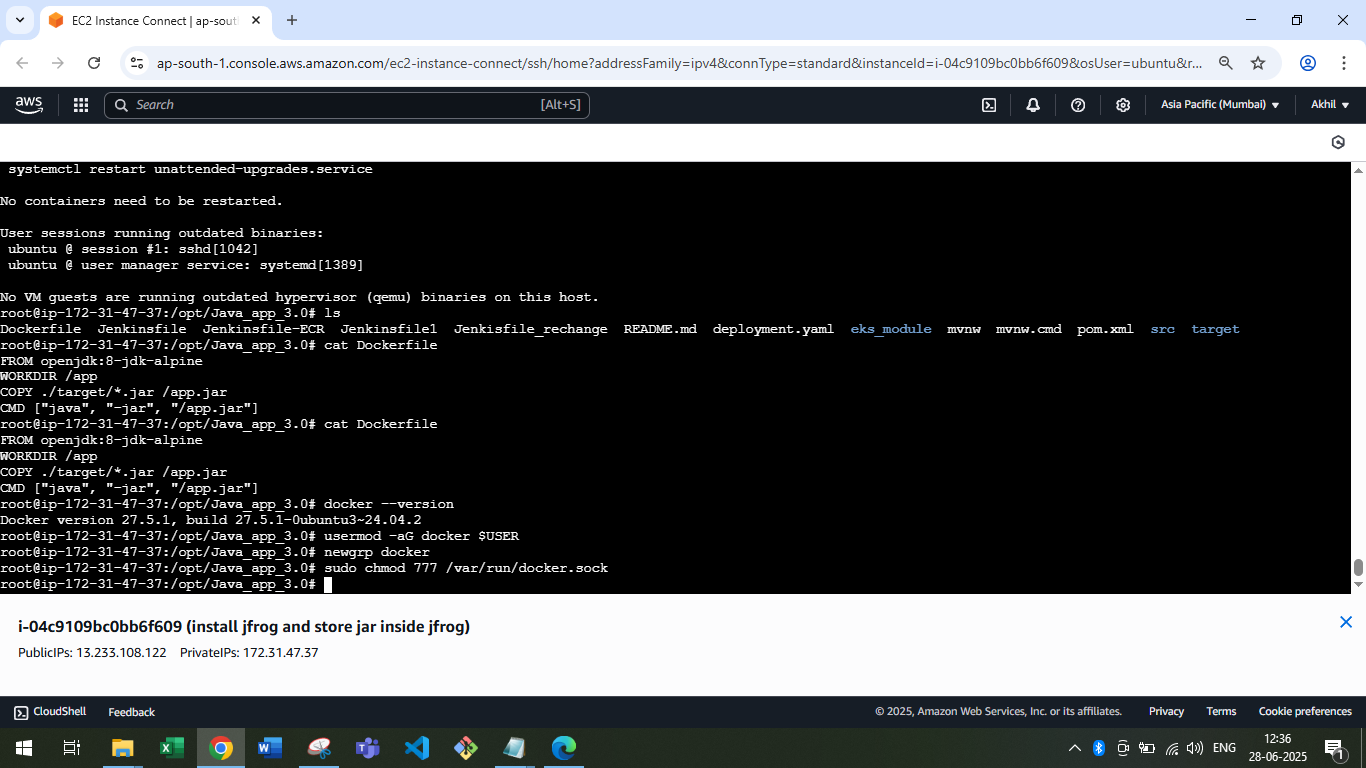 EC2 Instance Connect | ap-sout
ap-south-1.console.aws.amazon.com/ec2-instance-connect/ssh/home?addressFamily=ipv4&connType=standard&instanceId=i-04c9109bc0bb6f609&osUser=ubuntu&r...
aws Search [Alt+S] Asia Pacific (Mumbai) Akhil
systemctl restart unattended-upgrades.service
No containers need to be restarted.
User sessions running outdated binaries:
ubuntu @ session #1: sshd[1042]
ubuntu @ user manager service: systemd[1389]
No VM guests are running outdated hypervisor (qemu) binaries on this host.
root@ip-172-31-47-37:/opt/Java_app_3.0# ls
Dockerfile Jenkinsfile Jenkinsfile-ECR Jenkinsfile1 Jenkisfile_rechange README.md deployment.yaml eks_module mvnw mvnw.cmd pom.xml src target
root@ip-172-31-47-37:/opt/Java_app_3.0# cat Dockerfile
FROM openjdk:8-jdk-alpine
WORKDIR /app
COPY ./target/*.jar /app.jar
CMD ["java", "-jar", "/app.jar"]
root@ip-172-31-47-37:/opt/Java_app_3.0# cat Dockerfile
FROM openjdk:8-jdk-alpine
WORKDIR /app
COPY ./target/*.jar /app.jar
CMD ["java", "-jar", "/app.jar"]
root@ip-172-31-47-37:/opt/Java_app_3.0# docker --version
Docker version 27.5.1, build 27.5.1-0ubuntu3~24.04.2
root@ip-172-31-47-37:/opt/Java_app_3.0# usermod -aG docker $USER
root@ip-172-31-47-37:/opt/Java_app_3.0# newgrp docker
root@ip-172-31-47-37:/opt/Java_app_3.0# sudo chmod 777 /var/run/docker.sock
root@ip-172-31-47-37:/opt/Java_app_3.0#
i-04c9109bc0bb6f609 (install jfrog and store jar inside jfrog)
PublicIPs: 13.233.108.122 PrivateIPs: 172.31.47.37
CloudShell Feedback © 2025, Amazon Web Services, Inc. or its affiliates. Privacy Terms Cookie preferences
ENG 12:36
28-06-2025 1